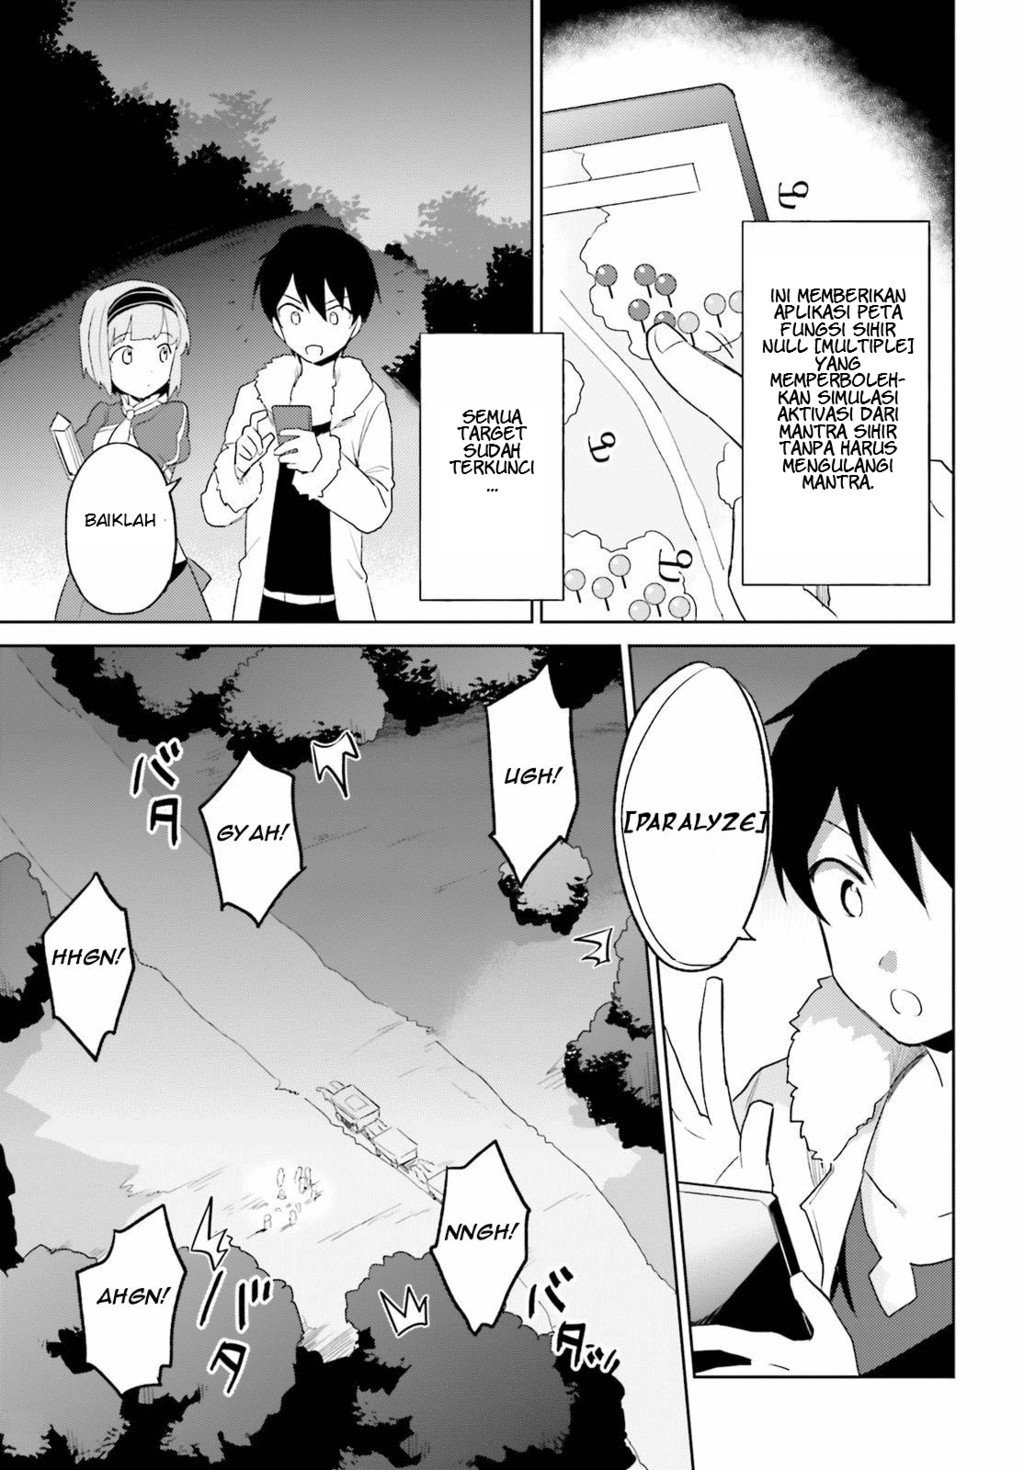 INI MEMBERIKAN
APLIKASI PETA
FUNGSI SIHIR
NULL [MULTIPLE]
YANG
MEMPERBOLEH-
KAN SIMULASI
AKTIVASI DARI
MANTRA SIHIR
TANPA HARUS
MENGULANGI
MANTRA.
SEMUA
TARGET
SUDAH
TERKUNCI
...
BAIKLAH
[PARALYZE]
UGH!
GYAH!
バタ
HHGN!
NNGH!
AHGN!
バタ
バタッ